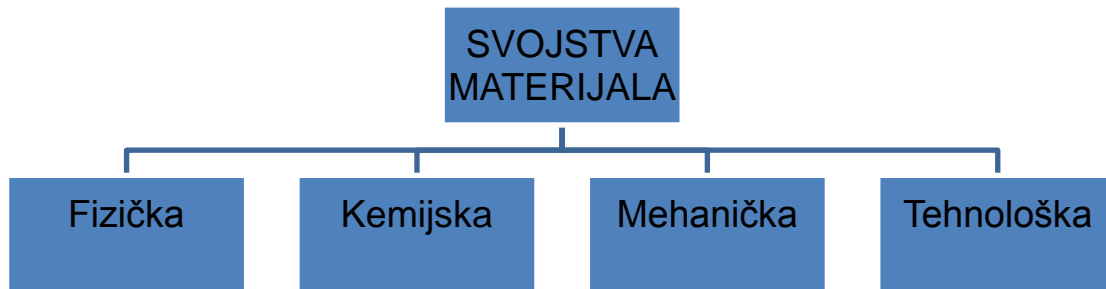 SVOJSTVA
MATERIJALA
Fizička
Kemijska
Mehanička
Tehnološka